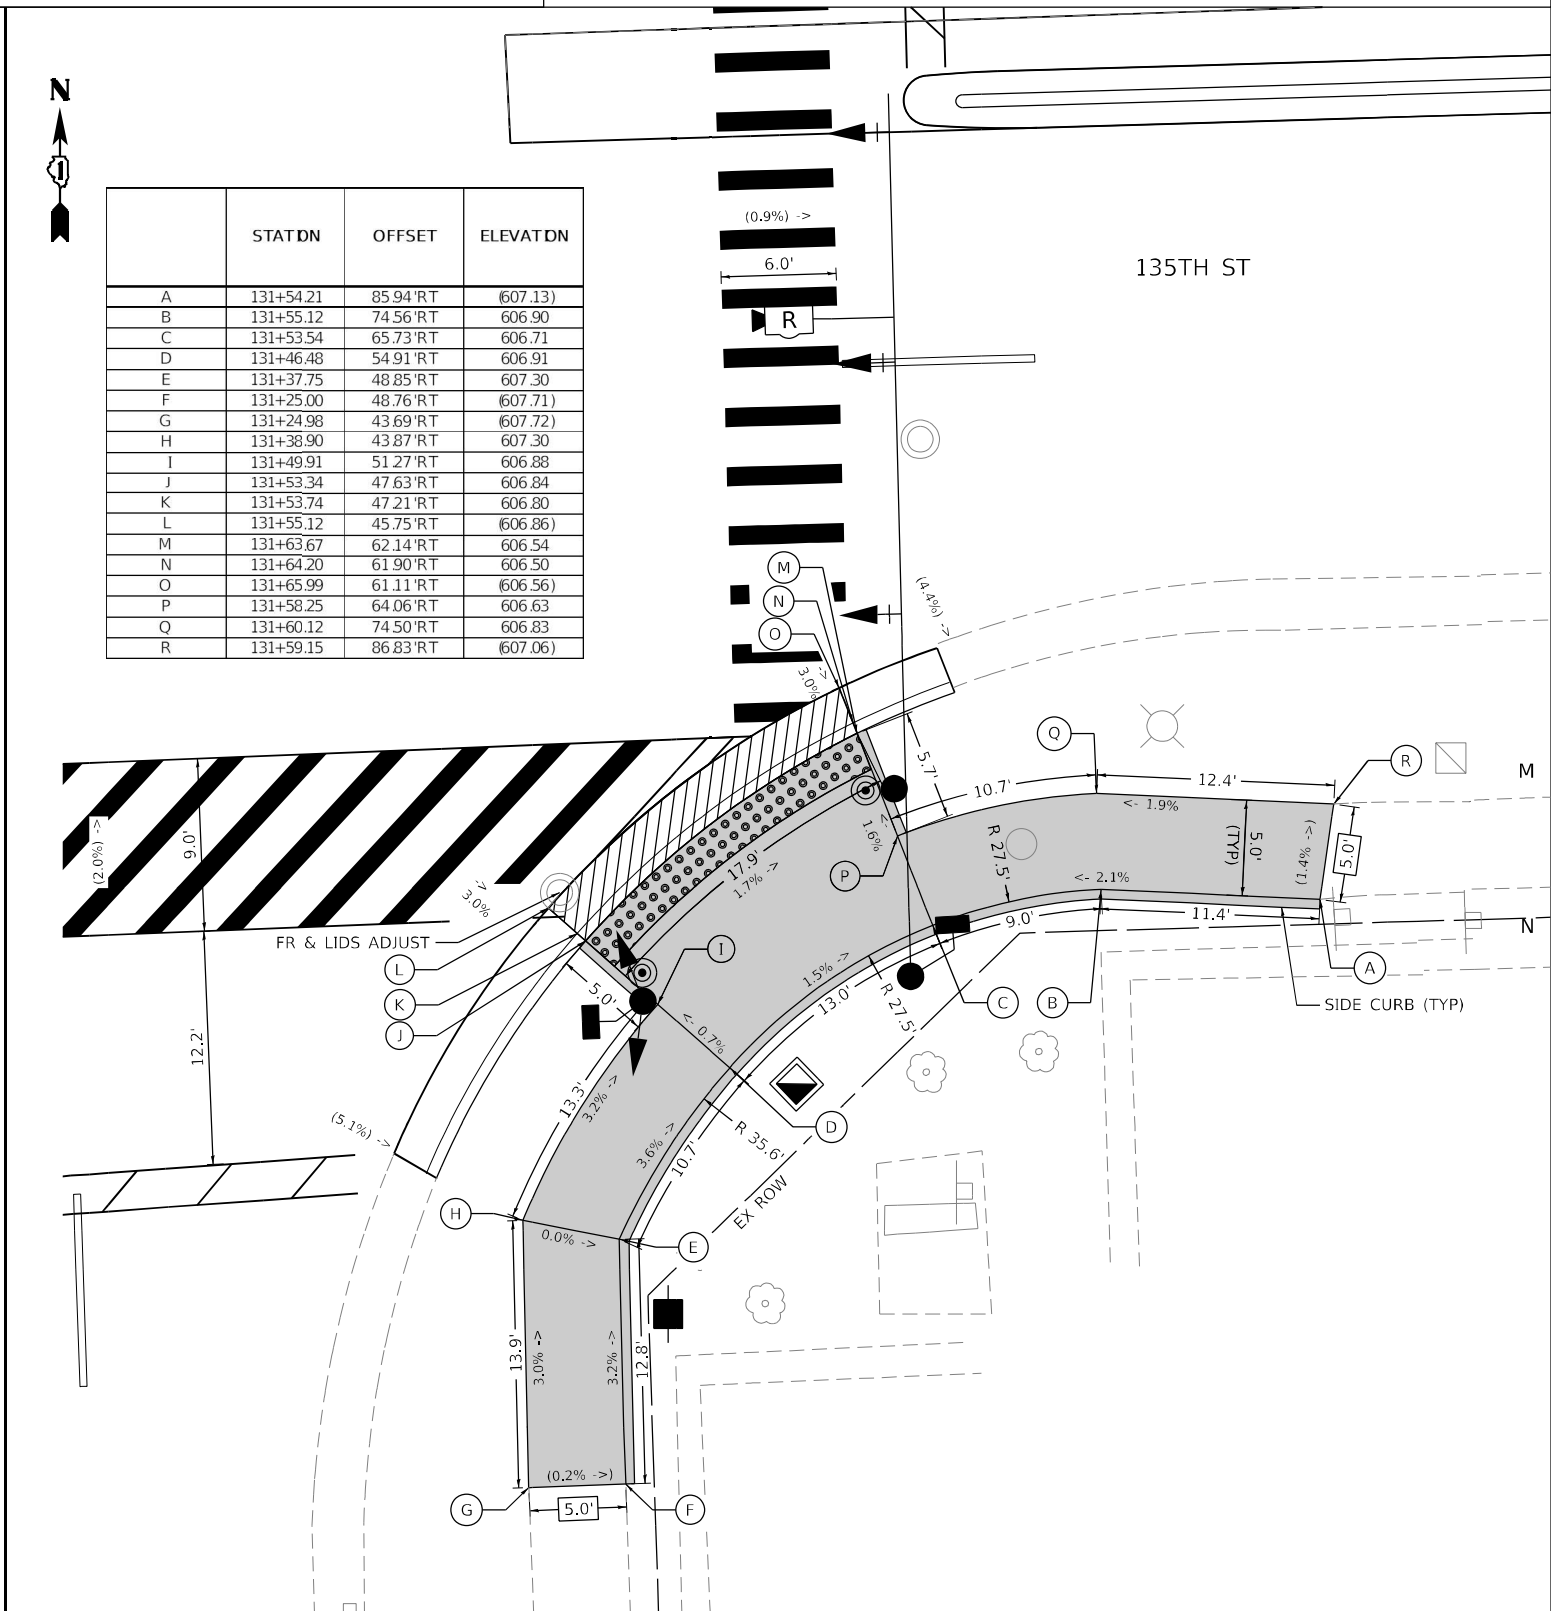 N
1
STATION OFFSET ELEVATION
A 131+54.21 85.94'RT (607.13)
B 131+55.12 74.56'RT 606.90
C 131+53.54 65.73'RT 606.71
D 131+46.48 54.91'RT 606.91
E 131+37.75 48.85'RT 607.30
F 131+25.00 48.76'RT (607.71)
G 131+24.98 43.69'RT (607.72)
H 131+38.90 43.87'RT 607.30
I 131+49.91 51.27'RT 606.88
J 131+53.34 47.63'RT 606.84
K 131+53.74 47.21'RT 606.80
L 131+55.12 45.75'RT (606.86)
M 131+63.67 62.14'RT 606.54
N 131+64.20 61.90'RT 606.50
O 131+65.99 61.11'RT (606.56)
P 131+58.25 64.06'RT 606.63
Q 131+60.12 74.50'RT 606.83
R 131+59.15 86.83'RT (607.06)
(0.9%) ->
6.0'
R
135TH ST
M
N
O
(4.4%) ->
3.0% ->
Q
R
M
5.7'
10.7'
12.4'
<- 1.9%
(2.0%) ->
9.0'
17.9'
1.7% ->
<- 1.6%
P
R 27.5'
5.0'
(TYP)
(1.4% ->)
5.0'
<- 2.1%
3.0% ->
9.0'
11.4'
N
FR & LIDS ADJUST
L
K
J
I
5.0'
1.5% ->
13.0'
R 27.5'
C
B
A
SIDE CURB (TYP)
12.2'
<- 0.7%
13.3'
3.2% ->
(5.1%) ->
D
R 35.6'
3.6% ->
10.7'
EX ROW
H
0.0% ->
E
13.9'
3.0% ->
3.2% ->
12.8'
(0.2% ->)
G
5.0'
F